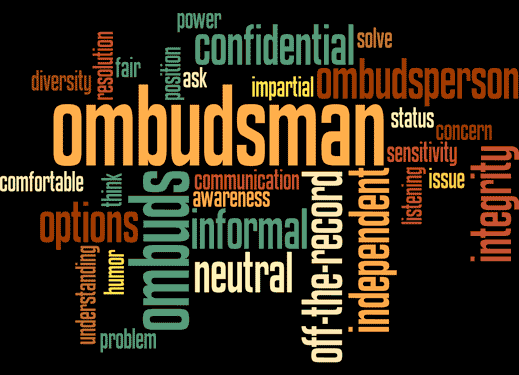 power
confidential
solve
resolution
fair
position
ask
diversity
impartial
ombudsperson
ombudsman
status
concern
sensitivity
comfortable
think
ombuds
communication
awareness
off-the-record
independent
listening
issue
integrity
options
informal
understanding
humor
neutral
problem